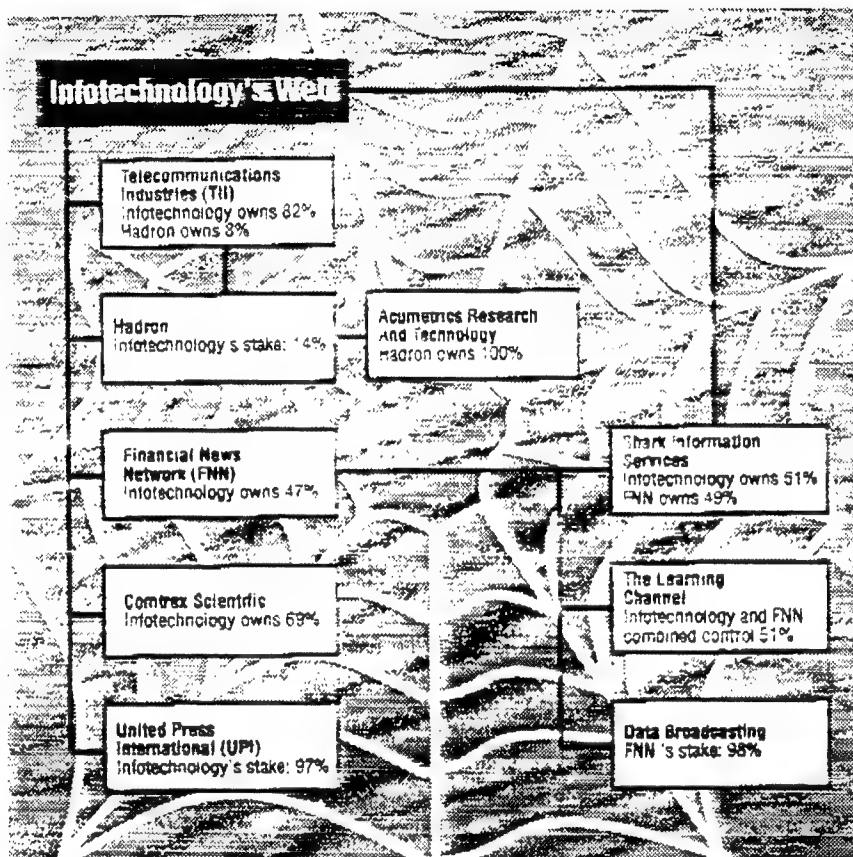 Infotechnology's Web
Telecommunications
Industries (TII)
Infotechnology owns 82%
Hadron owns 8%
Hadron
Infotechnology's stake: 14%
Acumetrics Research
And Technology
Hadron owns 100%
Financial News
Network (FNN)
Infotechnology owns 47%
Shark Information
Services
Infotechnology owns 51%
FNN owns 49%
Comtrex Scientific
Infotechnology owns 69%
The Learning
Channel
Infotechnology and FNN
combined control 51%
United Press
International (UPI)
Infotechnology's stake: 97%
Data Broadcasting
FNN 's stake: 98%